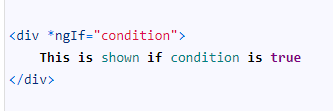 <div *ngIf="condition">
    This is shown if condition is true
</div>